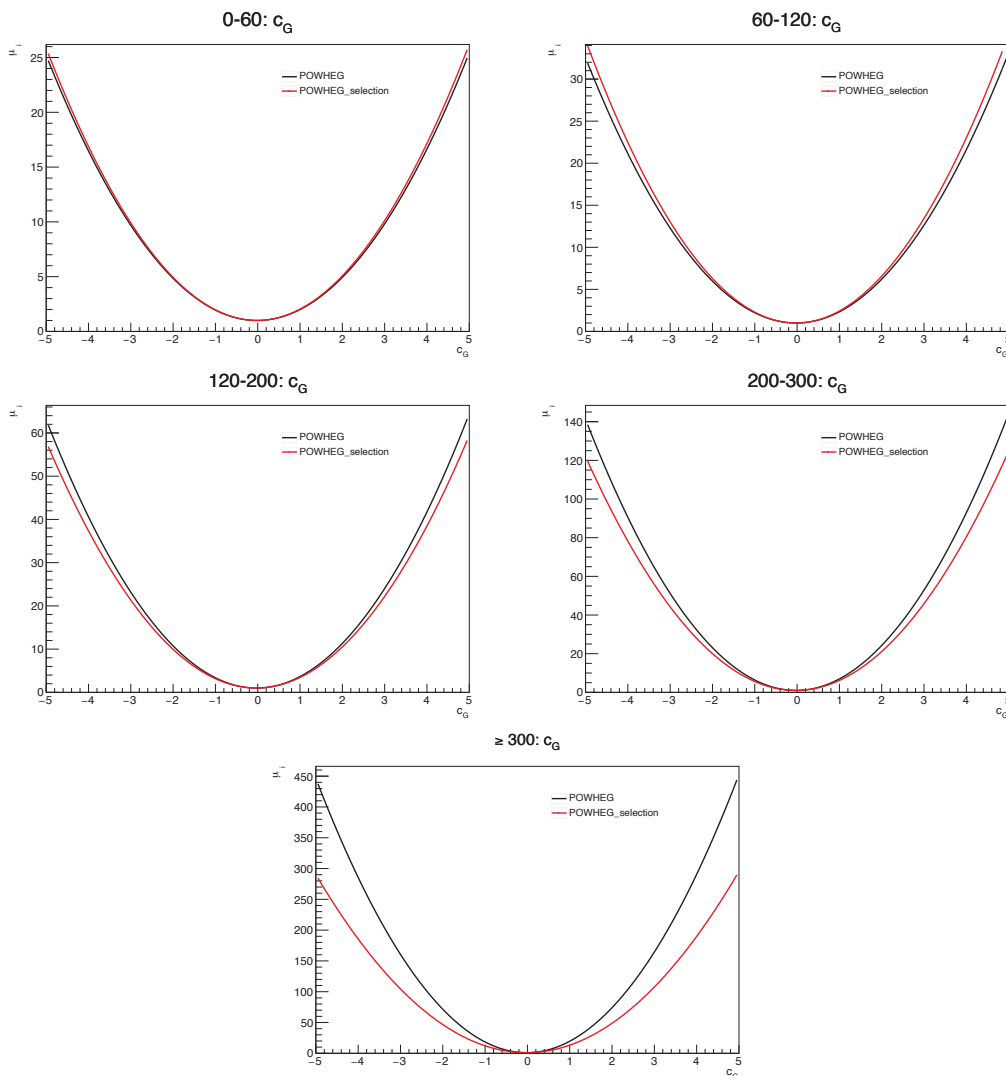 0-60: c_G
μ_i
25
20
15
10
5
0
−5 −4 −3 −2 −1 0 1 2 3 4 5
c_G
POWHEG
POWHEG_selection
60-120: c_G
μ_i
30
25
20
15
10
5
0
−5 −4 −3 −2 −1 0 1 2 3 4 5
c_G
POWHEG
POWHEG_selection
120-200: c_G
μ_i
60
50
40
30
20
10
0
−5 −4 −3 −2 −1 0 1 2 3 4 5
c_G
POWHEG
POWHEG_selection
200-300: c_G
μ_i
140
120
100
80
60
40
20
0
−5 −4 −3 −2 −1 0 1 2 3 4 5
c_G
POWHEG
POWHEG_selection
≥ 300: c_G
μ_i
450
400
350
300
250
200
150
100
50
0
−5 −4 −3 −2 −1 0 1 2 3 4 5
c_G
POWHEG
POWHEG_selection